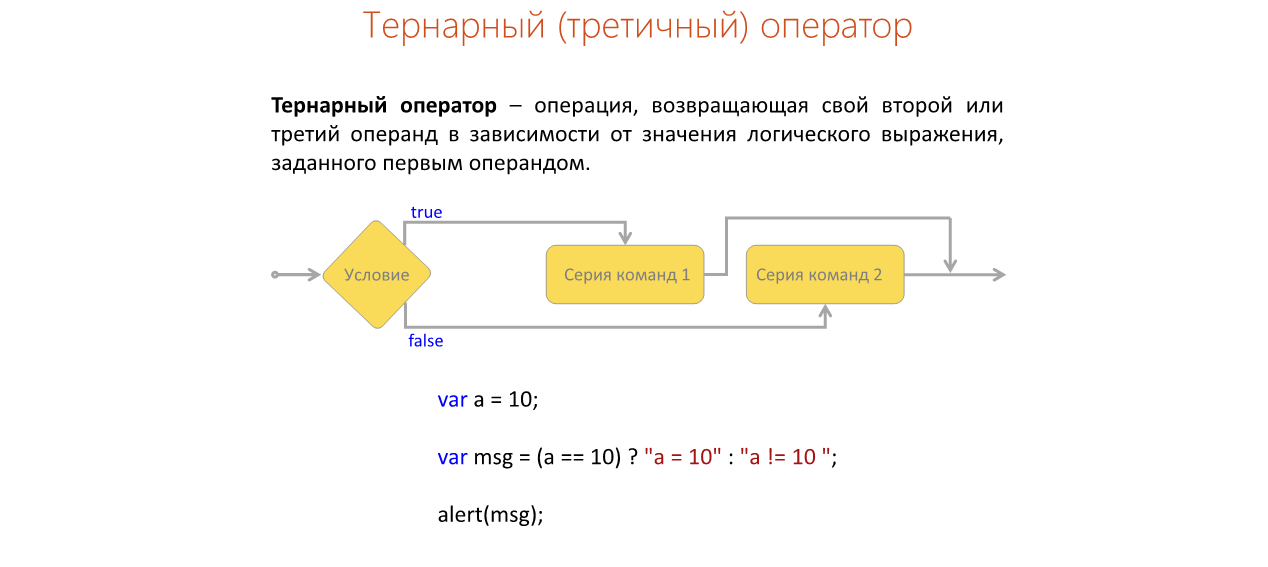 Тернарный (третичный) оператор
Тернарный оператор – операция, возвращающая свой второй или
третий операнд в зависимости от значения логического выражения,
заданного первым операндом.
true
Условие
Серия команд 1
Серия команд 2
false
var a = 10;
var msg = (a == 10) ? "a = 10" : "a != 10 ";
alert(msg);